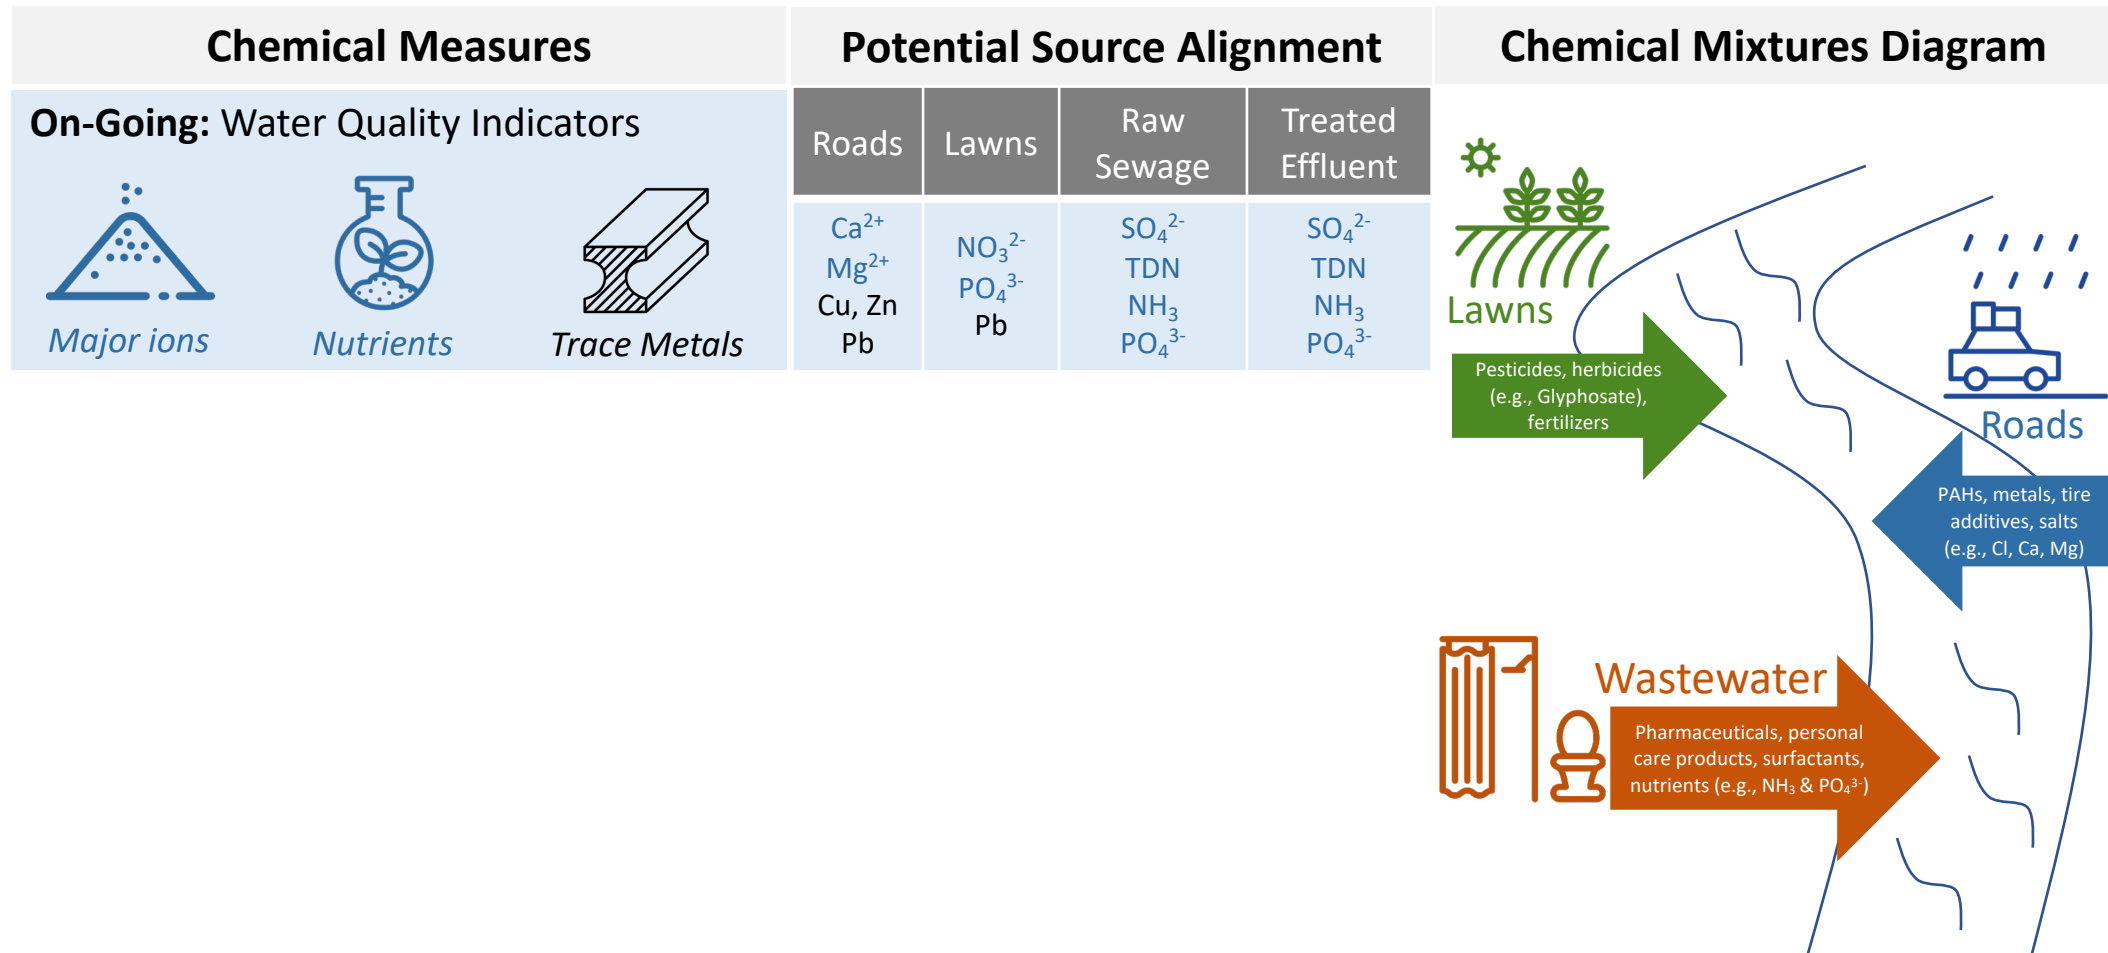 Chemical Measures
Potential Source Alignment
Chemical Mixtures Diagram
On-Going: Water Quality Indicators
Major ions
Nutrients
Trace Metals
Roads
Lawns
Raw
Sewage
Treated
Effluent
Ca²⁺
Mg²⁺
Cu, Zn
Pb
NO₃²⁻
PO₄³⁻
Pb
SO₄²⁻
TDN
NH₃
PO₄³⁻
SO₄²⁻
TDN
NH₃
PO₄³⁻
Lawns
Pesticides, herbicides
(e.g., Glyphosate),
fertilizers
Roads
PAHs, metals, tire
additives, salts
(e.g., Cl, Ca, Mg)
Wastewater
Pharmaceuticals, personal
care products, surfactants,
nutrients (e.g., NH₃ & PO₄³⁻)